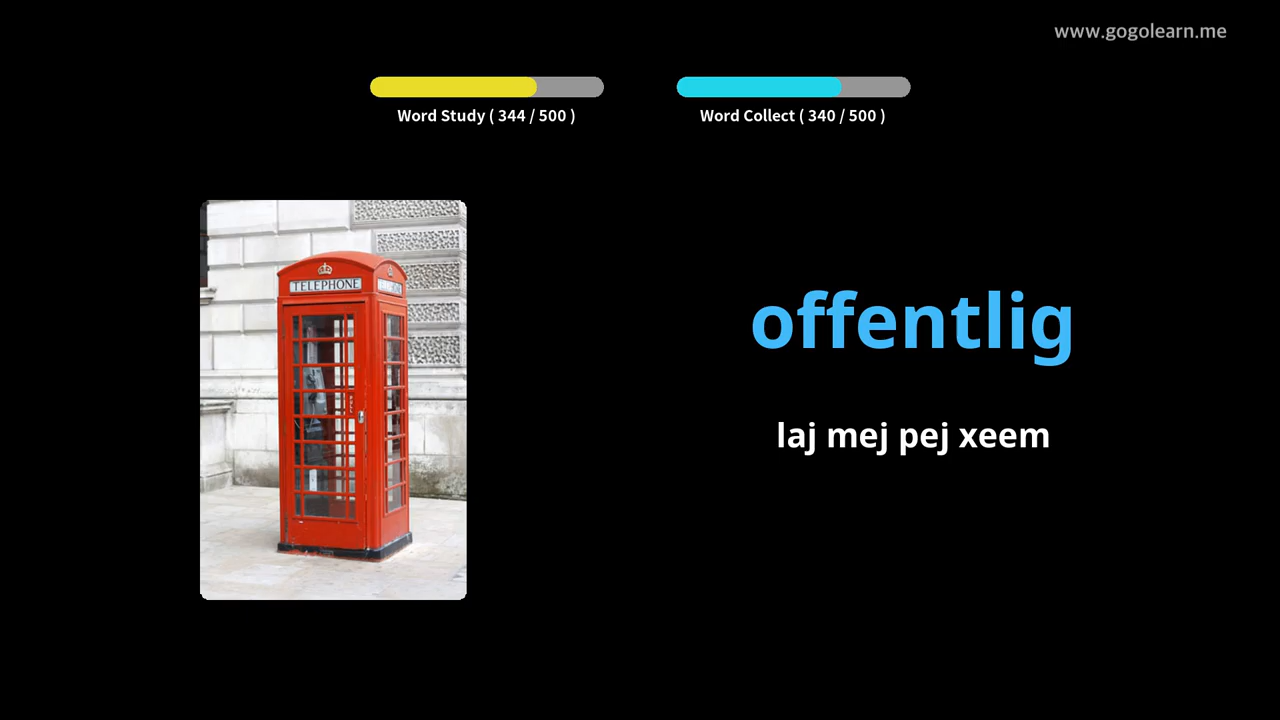 www.gogolearn.me
Word Study ( 344 / 500 )
Word Collect ( 340 / 500 )
TELEPHONE
offentlig
laj mej pej xeem